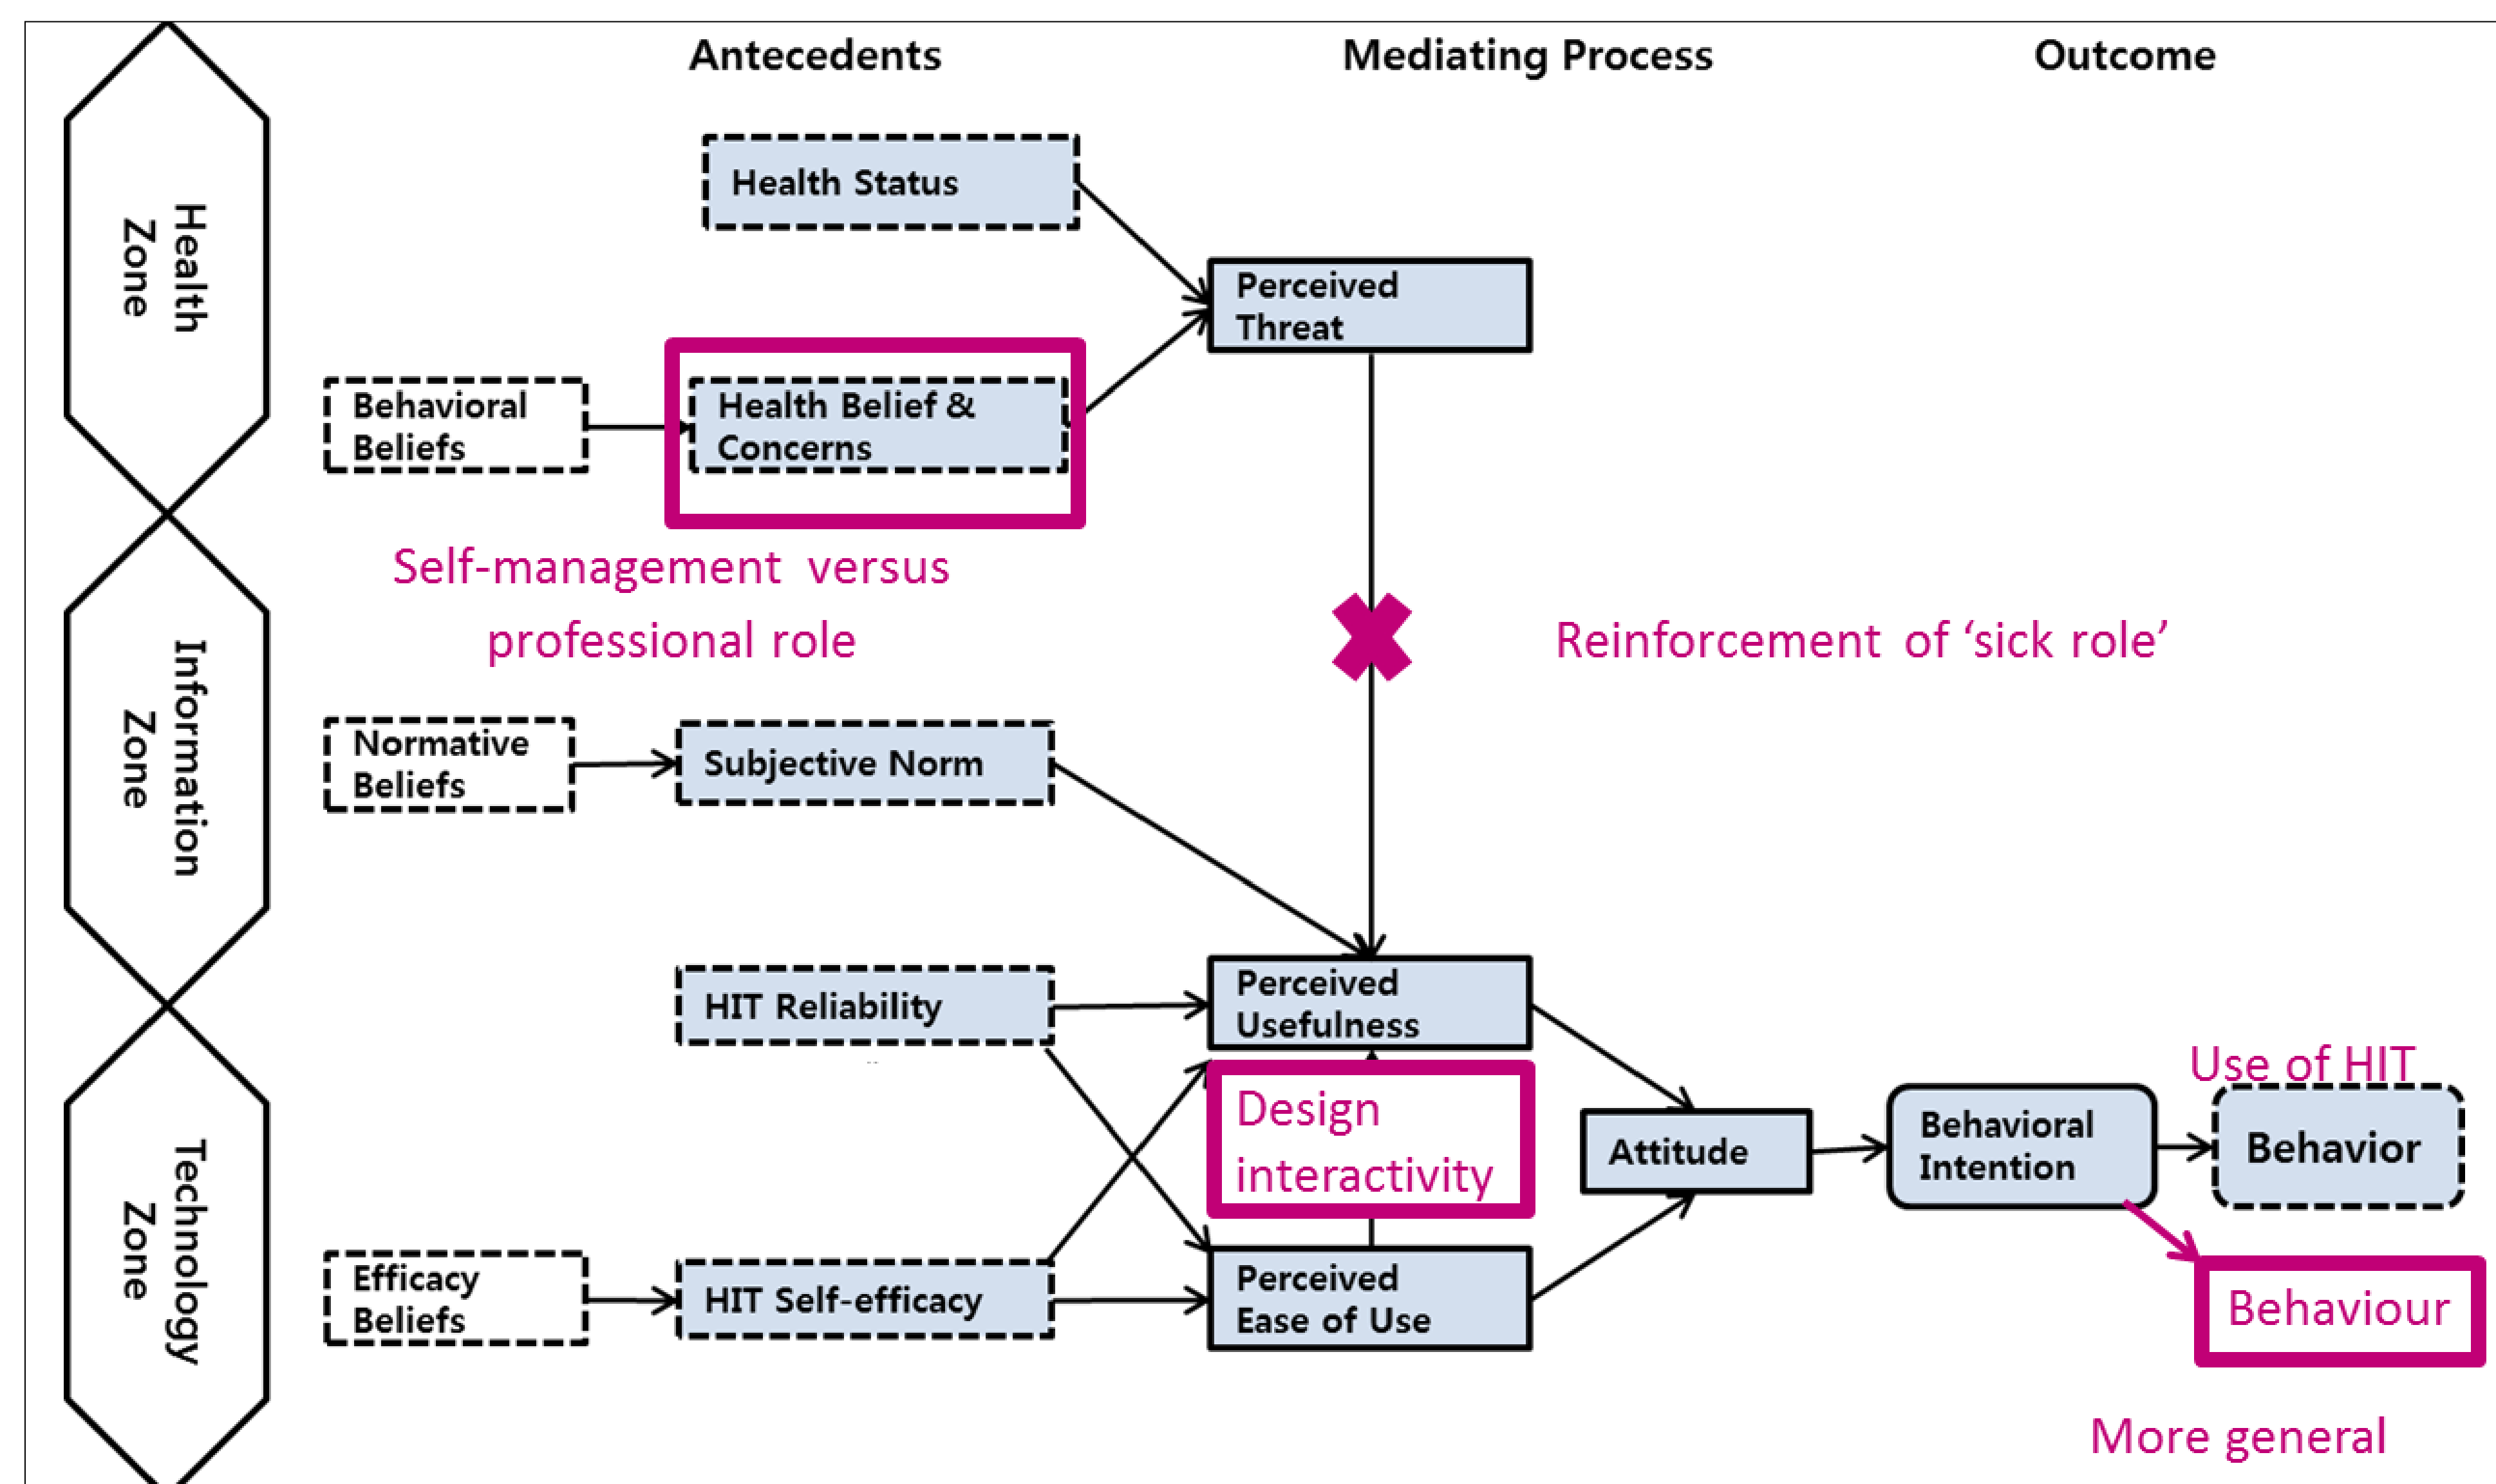 Antecedents
Mediating Process
Outcome
Health
Zone
Health Status
Perceived
Threat
Behavioral
Beliefs
Health Belief &
Concerns
Self-management versus
professional role
Reinforcement of ‘sick role’
Information
Zone
Normative
Beliefs
Subjective Norm
HIT Reliability
Perceived
Usefulness
Design
interactivity
Use of HIT
Attitude
Behavioral
Intention
Behavior
Technology
Zone
Efficacy
Beliefs
HIT Self-efficacy
Perceived
Ease of Use
Behaviour
More general